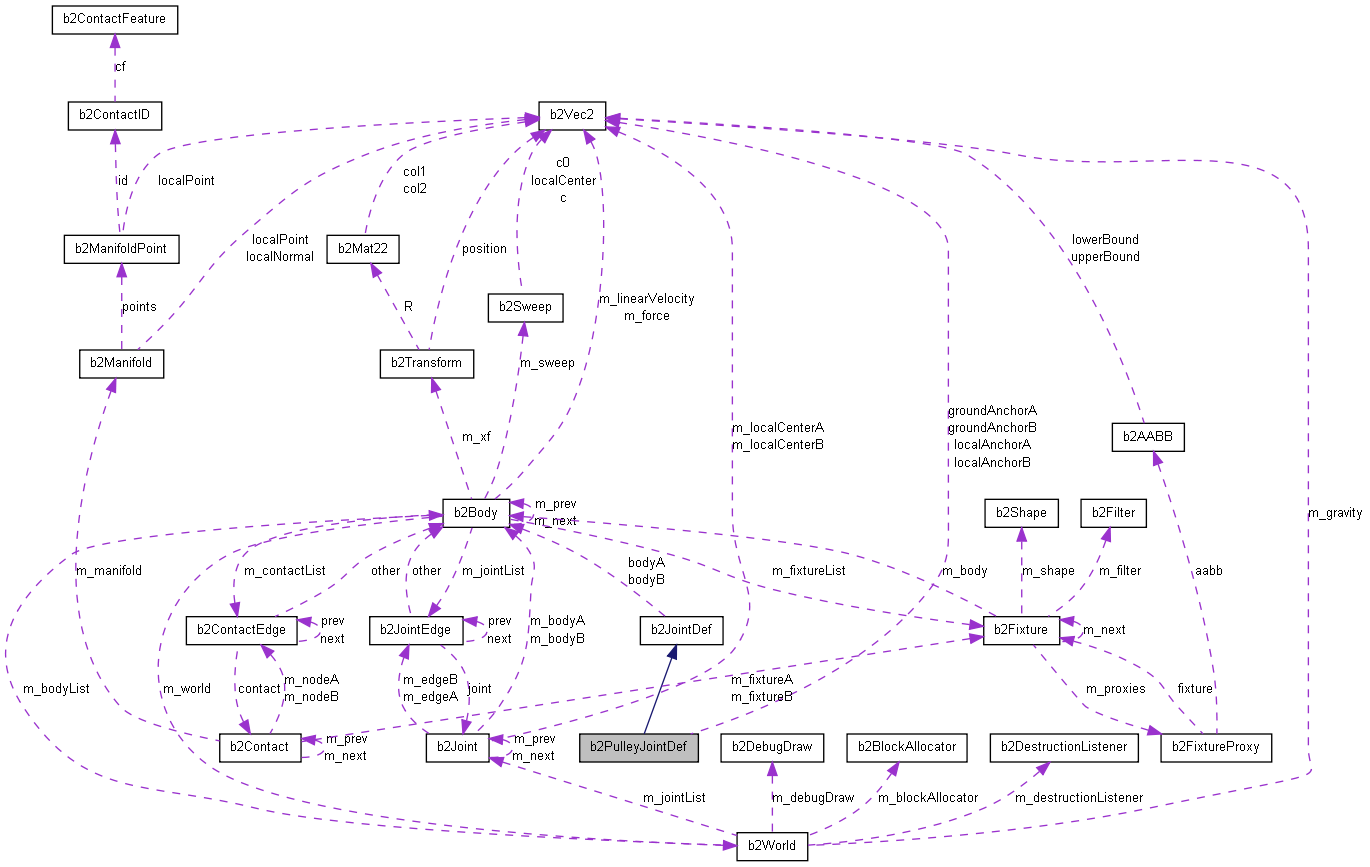 b2ContactFeature
cf
b2ContactID
b2Vec2
id
localPoint
col1
col2
c0
localCenter
c
b2ManifoldPoint
localPoint
localNormal
b2Mat22
position
lowerBound
upperBound
points
R
b2Sweep
m_linearVelocity
m_force
b2Manifold
b2Transform
m_sweep
m_xf
m_localCenterA
m_localCenterB
groundAnchorA
groundAnchorB
localAnchorA
localAnchorB
b2AABB
b2Body
m_prev
m_next
b2Shape
b2Filter
m_gravity
m_manifold
m_contactList
other
other
m_jointList
bodyA
bodyB
m_fixtureList
m_body
m_shape
m_filter
aabb
b2ContactEdge
prev
next
b2JointEdge
prev
next
m_bodyA
m_bodyB
b2JointDef
b2Fixture
m_next
m_bodyList
m_world
contact
m_nodeA
m_nodeB
m_edgeB
m_edgeA
joint
m_fixtureA
m_fixtureB
m_proxies
fixture
b2Contact
m_prev
m_next
b2Joint
m_prev
m_next
b2PulleyJointDef
b2DebugDraw
b2BlockAllocator
b2DestructionListener
b2FixtureProxy
m_jointList
m_debugDraw
m_blockAllocator
m_destructionListener
b2World